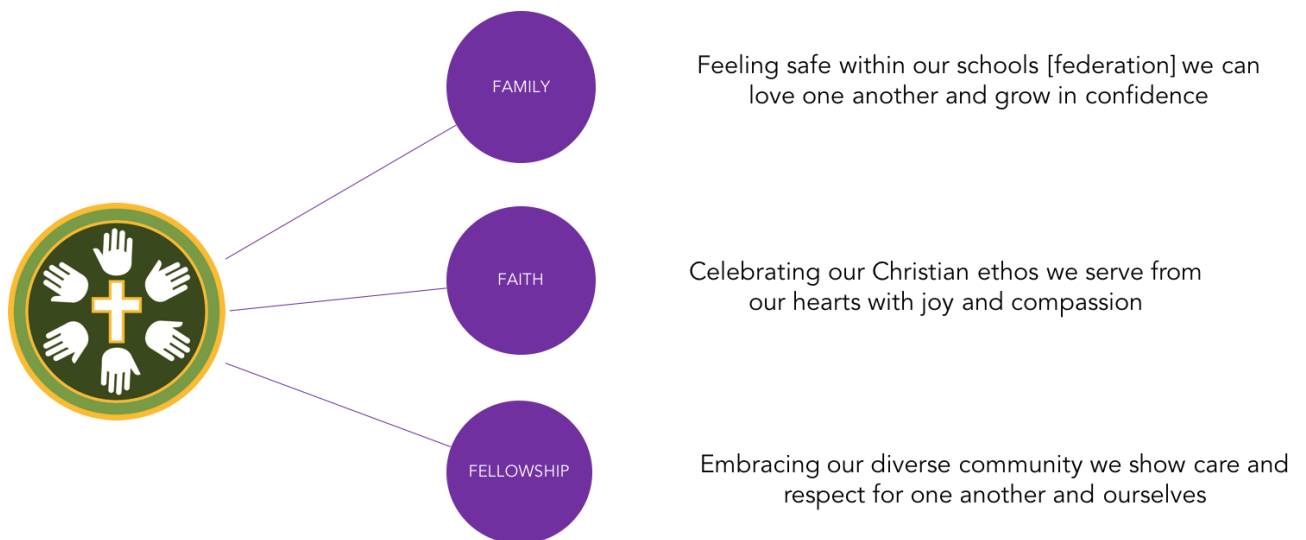 FAMILY
Feeling safe within our schools [federation] we can
love one another and grow in confidence
FAITH
Celebrating our Christian ethos we serve from
our hearts with joy and compassion
FELLOWSHIP
Embracing our diverse community we show care and
respect for one another and ourselves